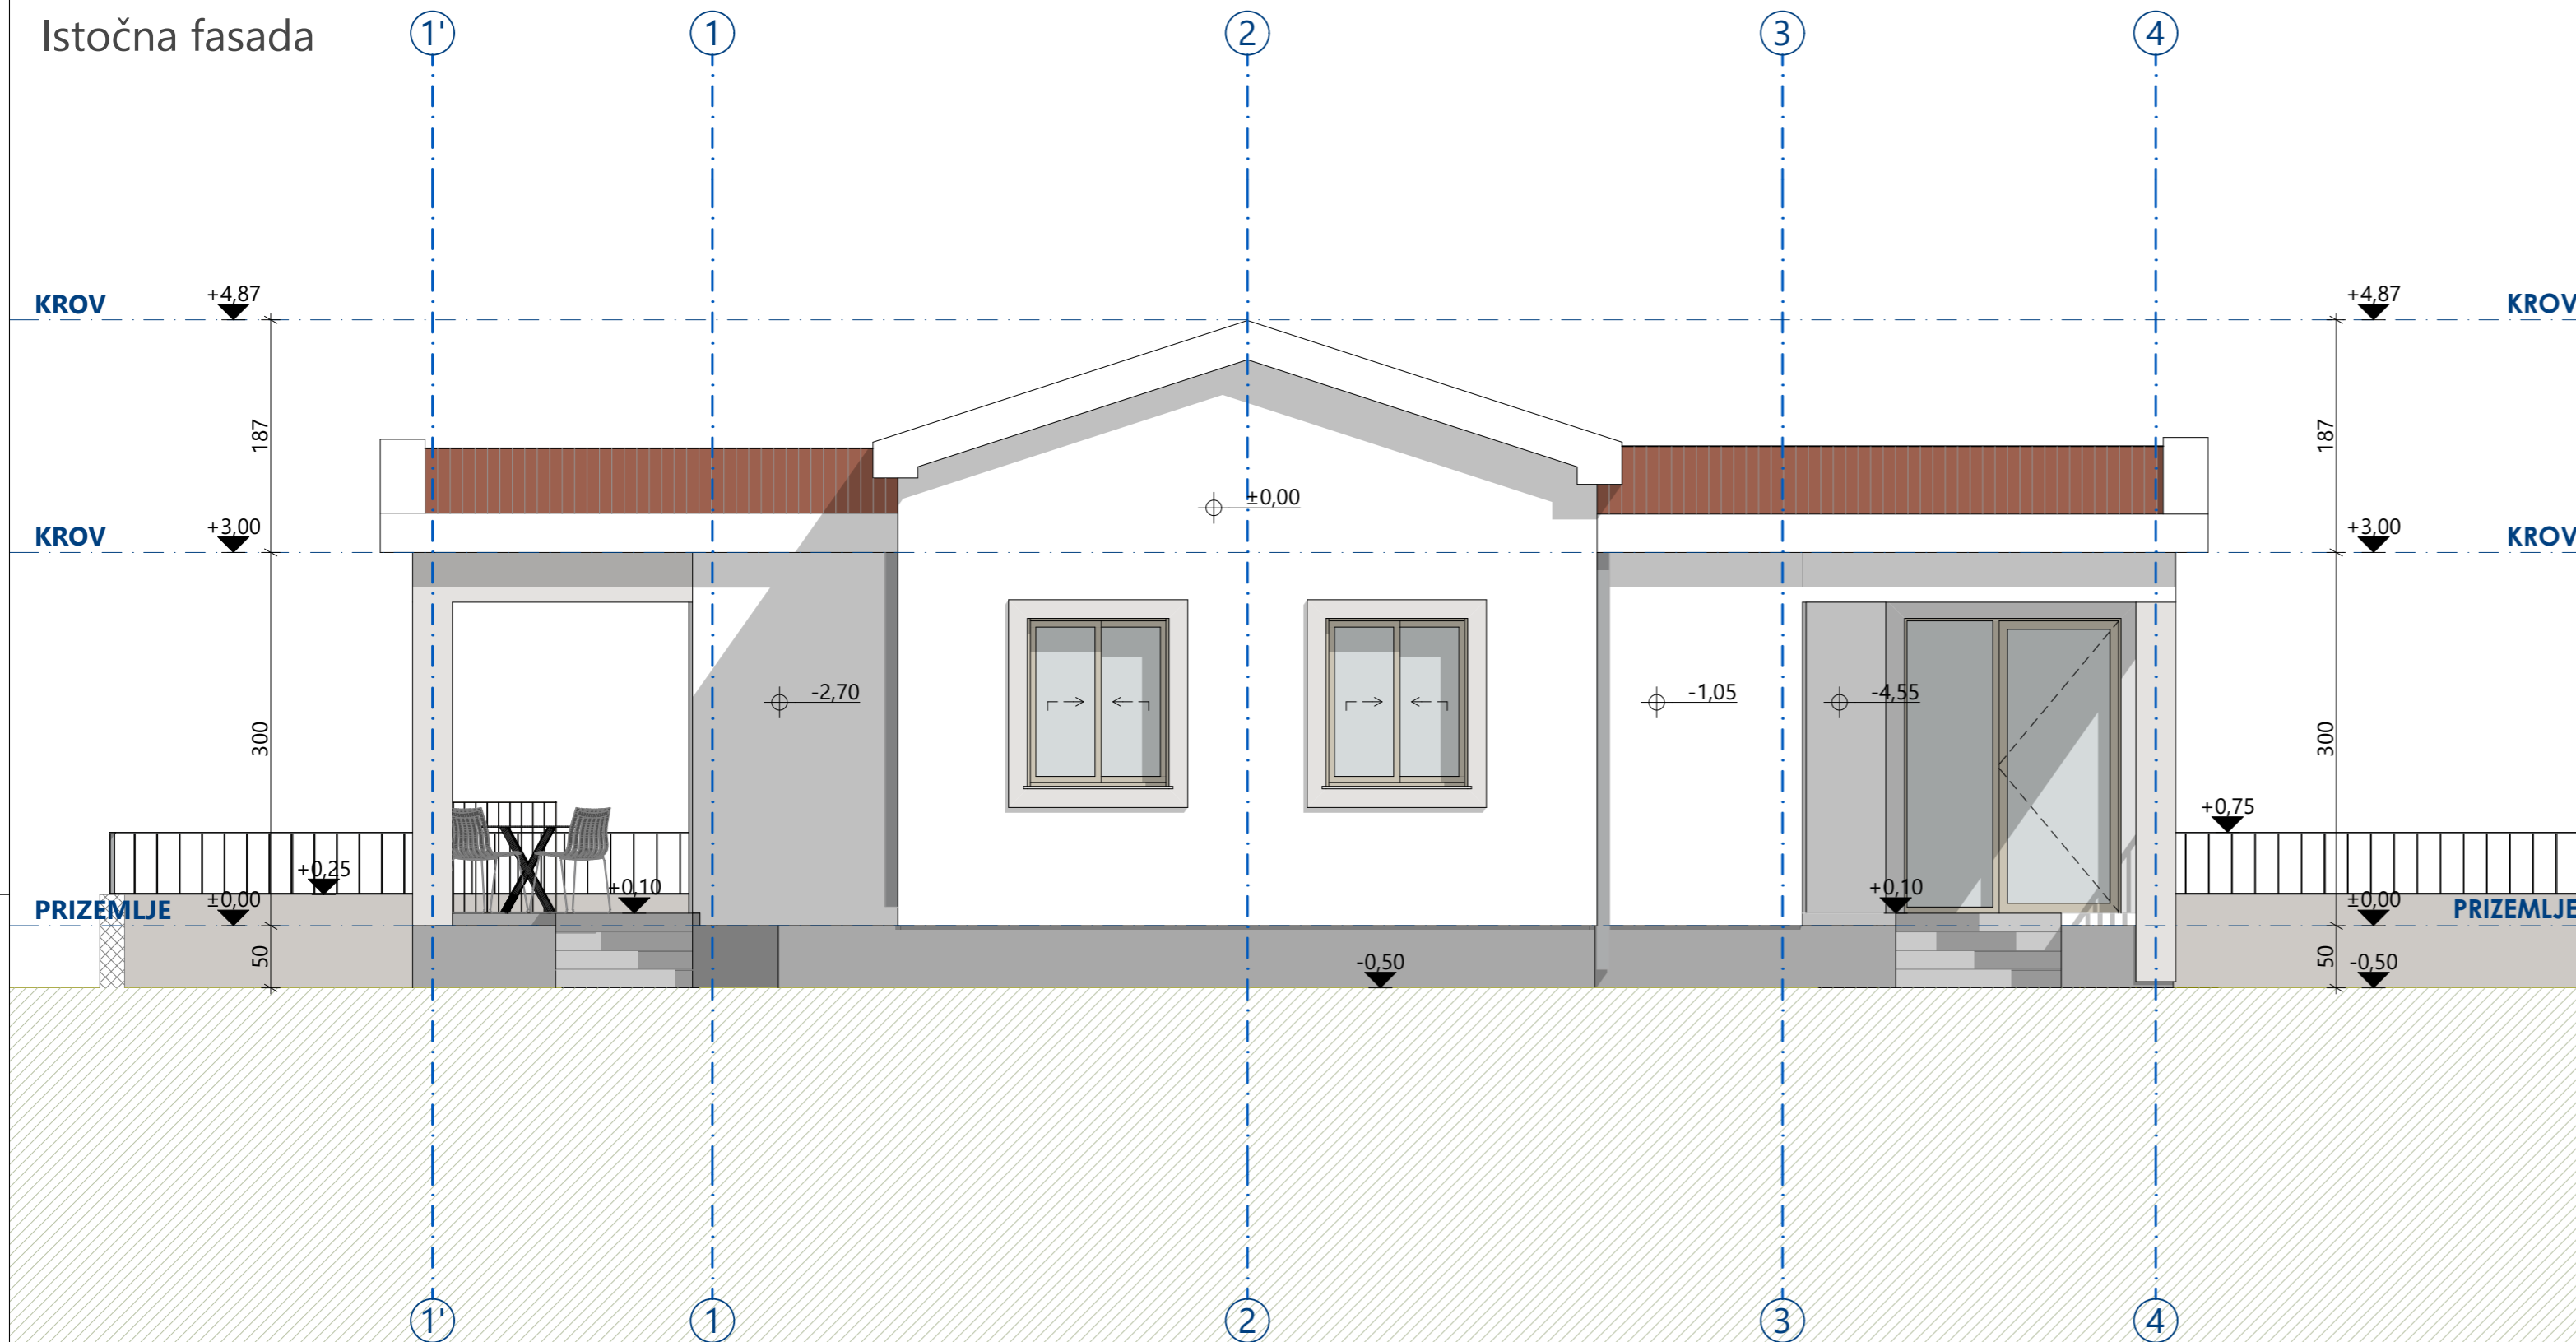 Istočna fasada
1' 1 2 3 4
KROV +4,87 +4,87 KROV
187 187
±0,00
KROV +3,00 +3,00 KROV
-2,70 -1,05 -4,55
300 300
+0,75
+0,25 +0,10 +0,10
PRIZEMLJE ±0,00 ±0,00 PRIZEMLJE
50 -0,50 50 -0,50
1' 1 2 3 4